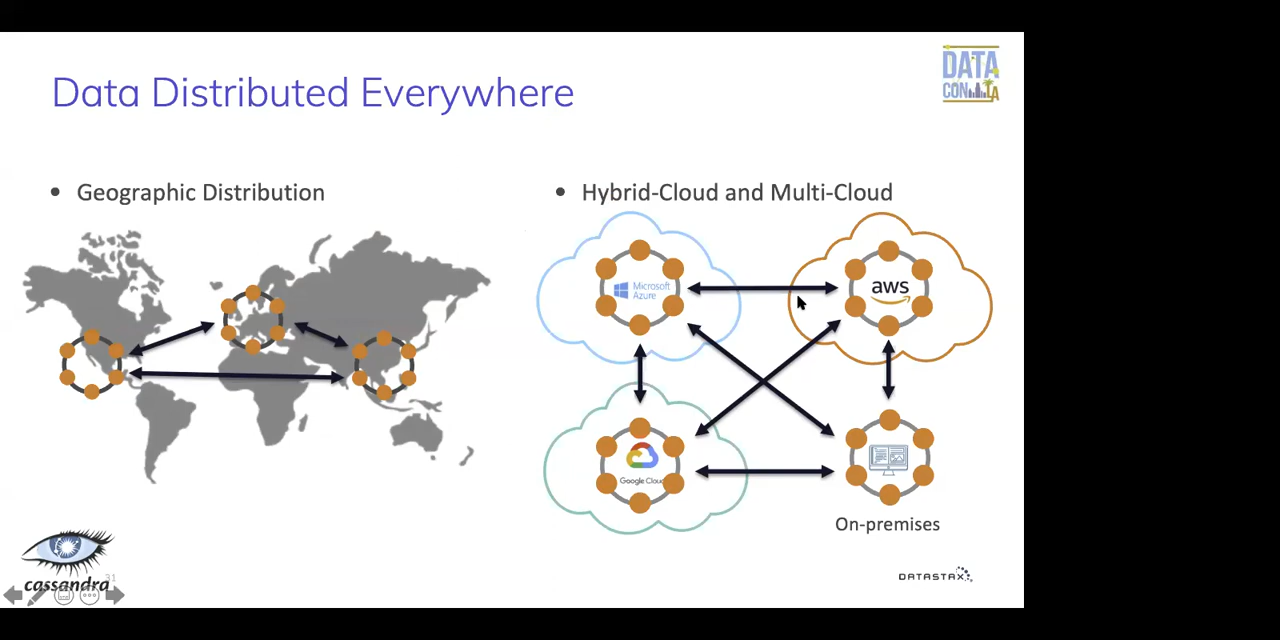 Data Distributed Everywhere
DATA
CON LA
• Geographic Distribution
• Hybrid-Cloud and Multi-Cloud
Microsoft
Azure
aws
Google Cloud
On-premises
cassandra
31
DATASTAX